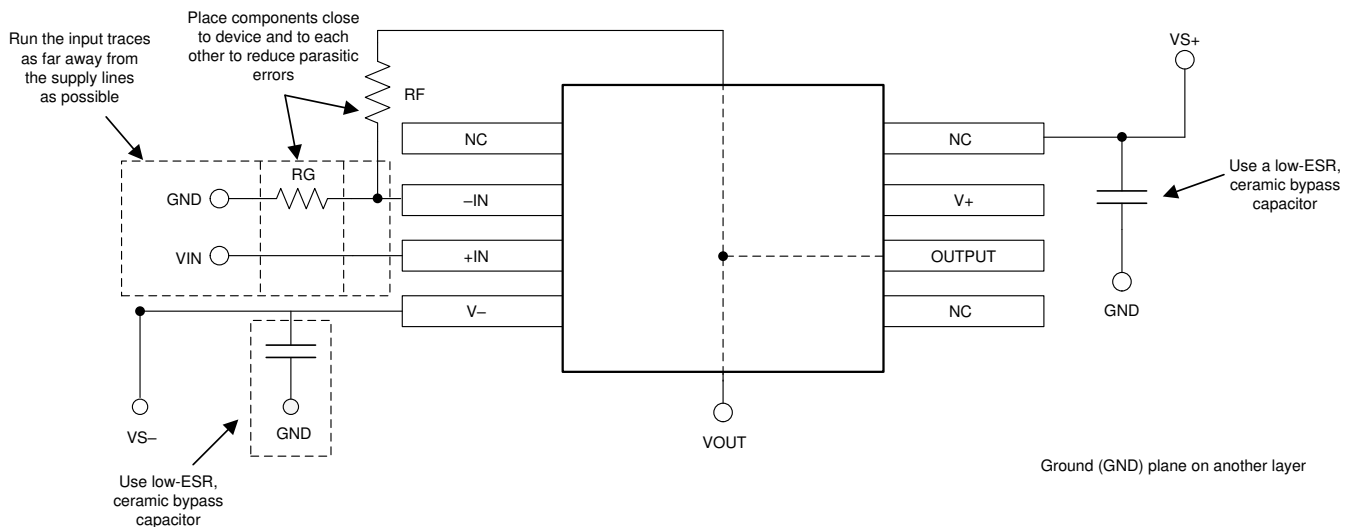 Run the input traces
as far away from
the supply lines
as possible
Place components close
to device and to each
other to reduce parasitic
errors
RF
RG
GND
VIN
NC
–IN
+IN
V–
VS–
GND
Use low-ESR,
ceramic bypass
capacitor
VOUT
NC
V+
OUTPUT
NC
VS+
Use a low-ESR,
ceramic bypass
capacitor
GND
Ground (GND) plane on another layer